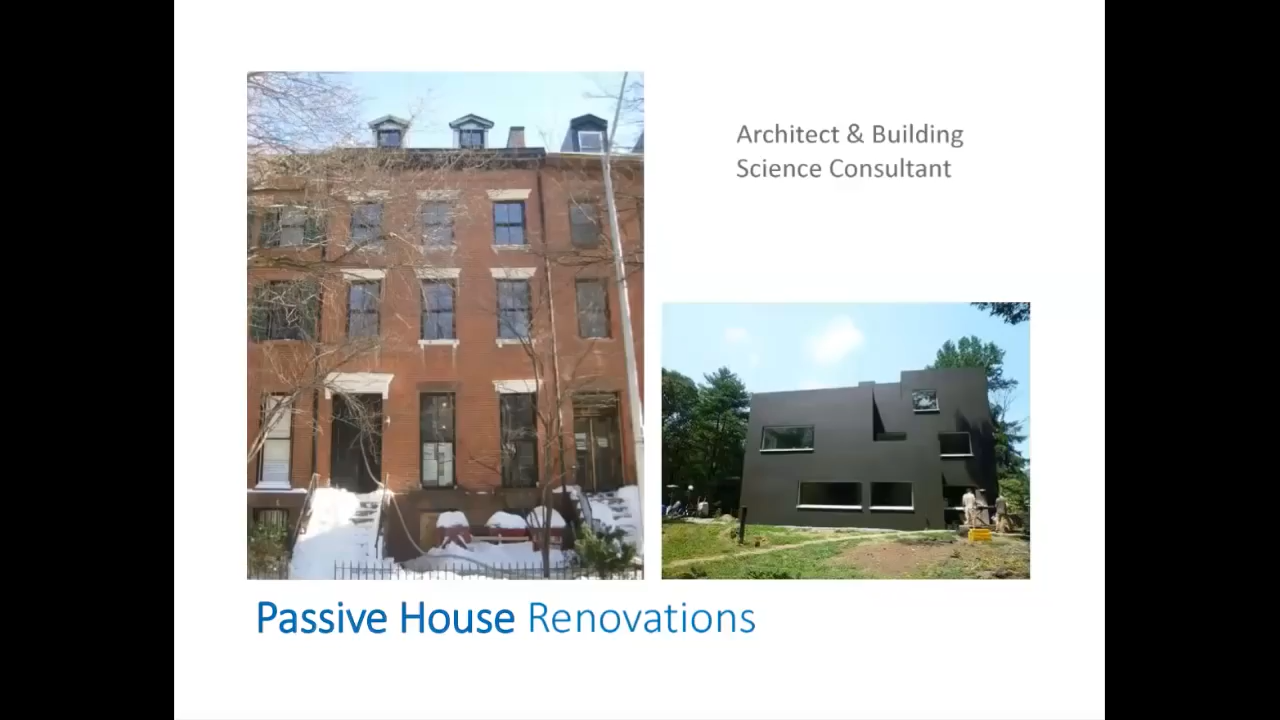 Architect & Building
Science Consultant
Passive House Renovations